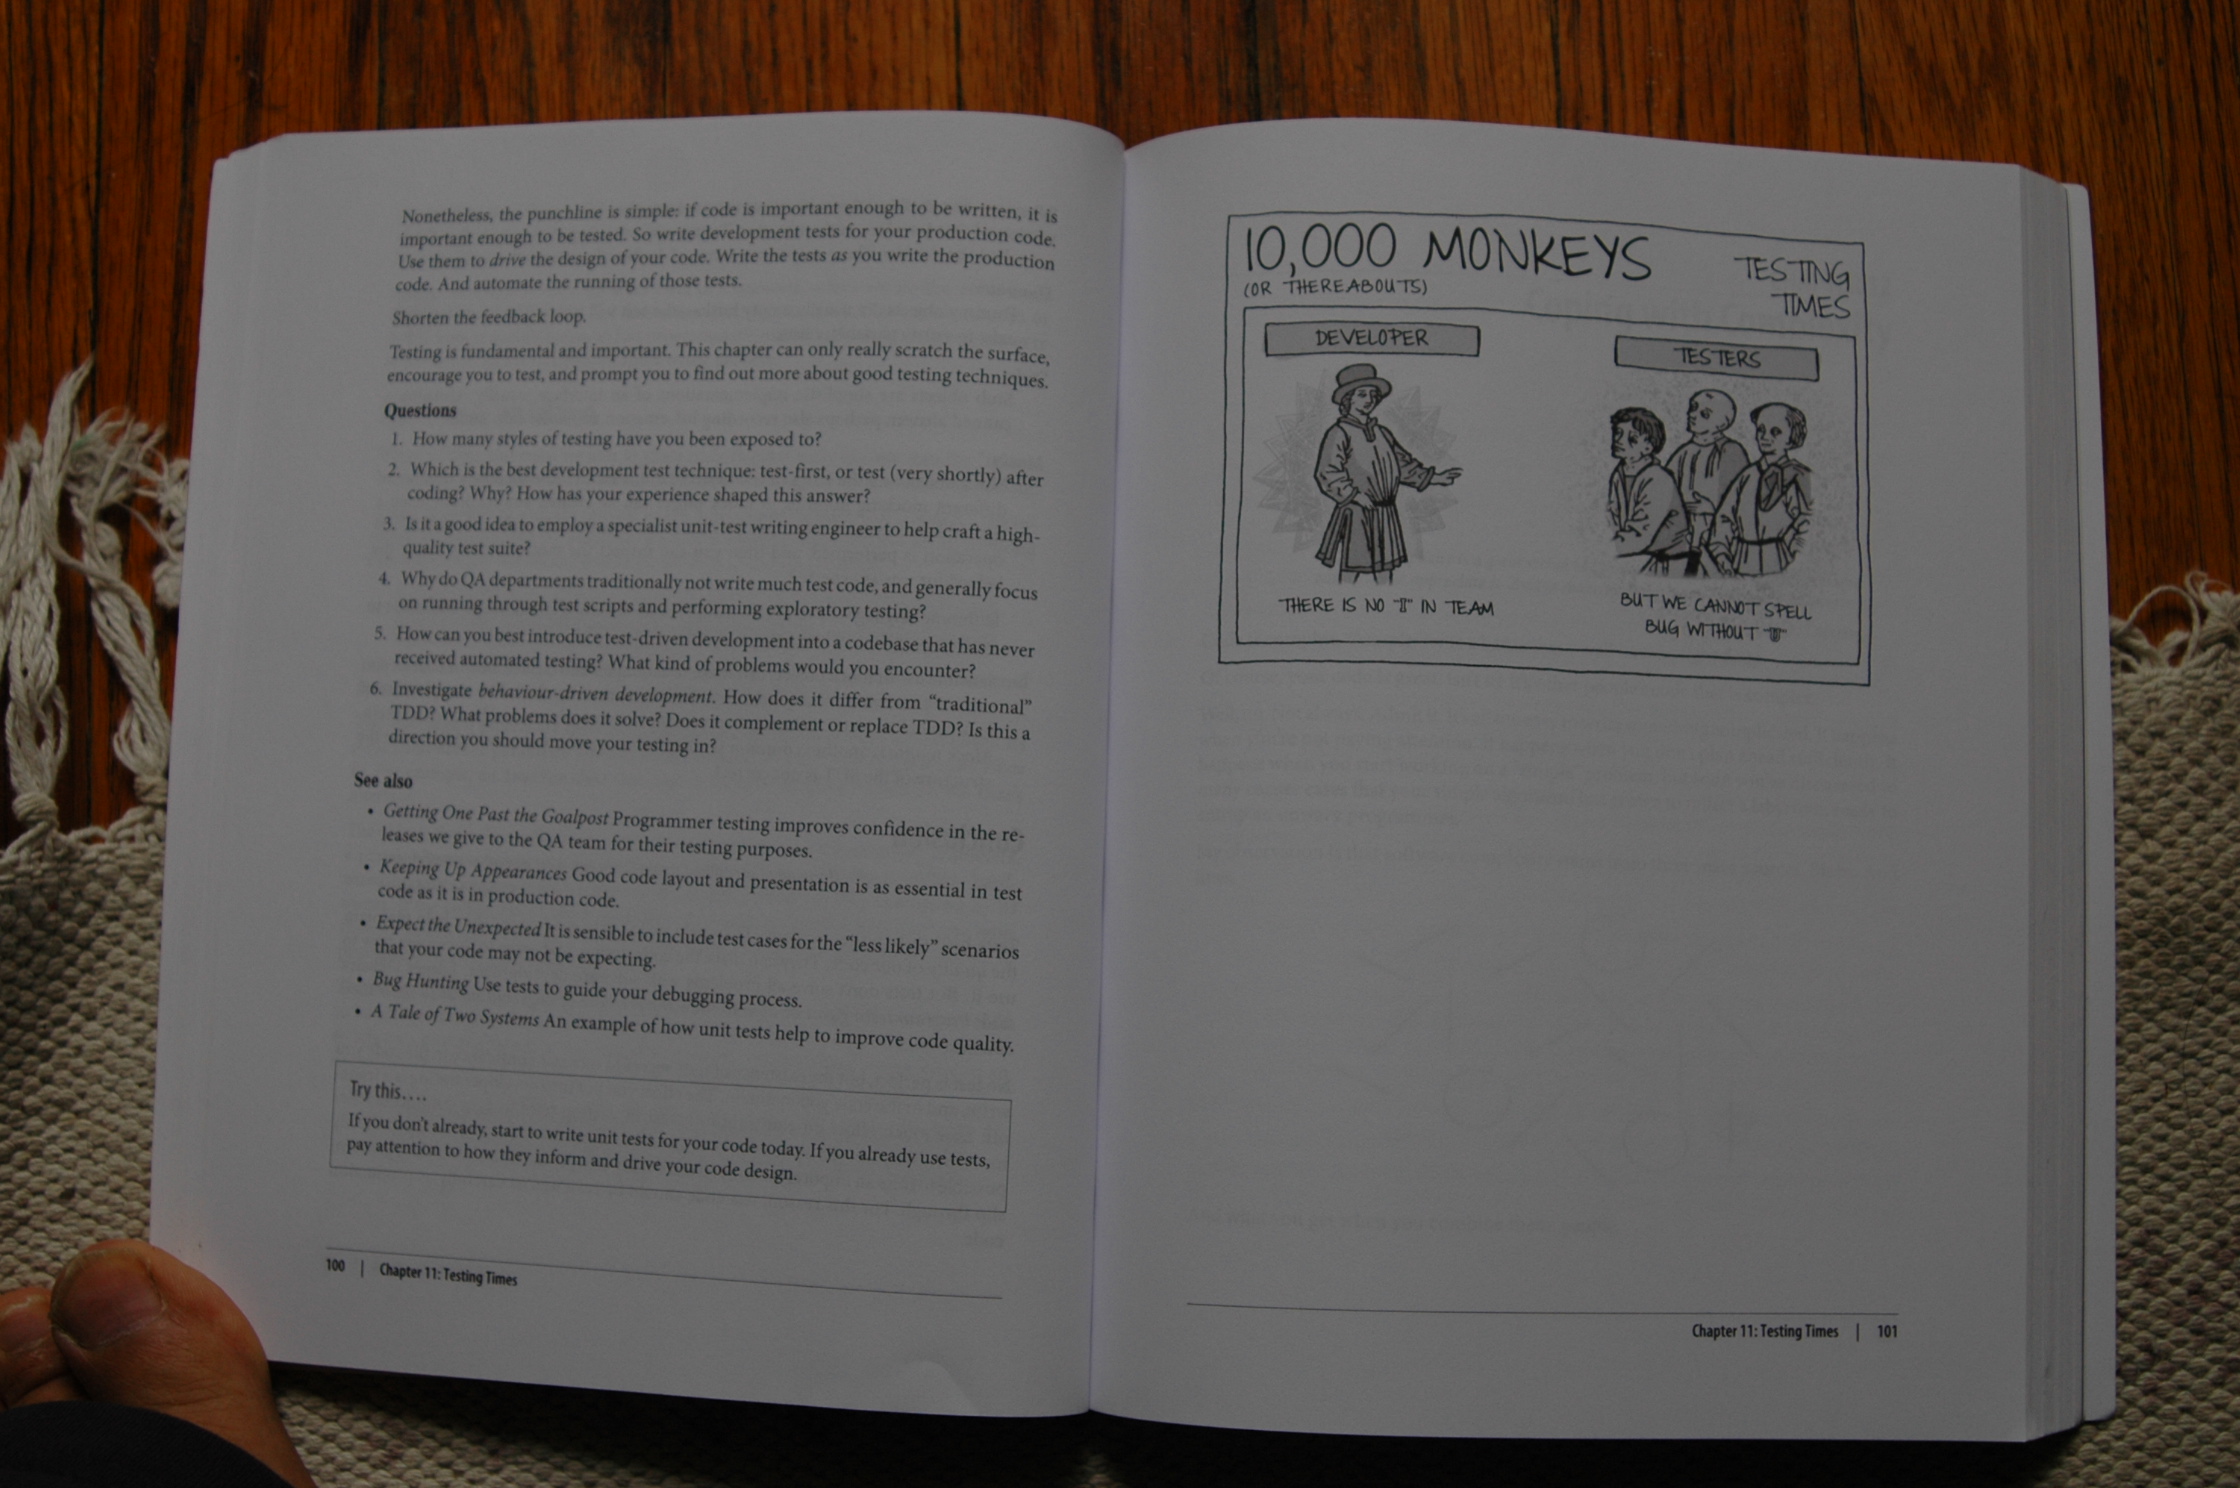 Nonetheless, the punchline is simple: if code is important enough to be written, it is
important enough to be tested. So write development tests for your production code.
Use them to drive the design of your code. Write the tests as you write the production
code. And automate the running of those tests.
Shorten the feedback loop.
Testing is fundamental and important. This chapter can only really scratch the surface,
encourage you to test, and prompt you to find out more about good testing techniques.
Questions
1. How many styles of testing have you been exposed to?
2. Which is the best development test technique: test-first, or test (very shortly) after
coding? Why? How has your experience shaped this answer?
3. Is it a good idea to employ a specialist unit-test writing engineer to help craft a high-
quality test suite?
4. Why do QA departments traditionally not write much test code, and generally focus
on running through test scripts and performing exploratory testing?
5. How can you best introduce test-driven development into a codebase that has never
received automated testing? What kind of problems would you encounter?
6. Investigate behaviour-driven development. How does it differ from “traditional”
TDD? What problems does it solve? Does it complement or replace TDD? Is this a
direction you should move your testing in?
See also
• Getting One Past the Goalpost Programmer testing improves confidence in the re-
leases we give to the QA team for their testing purposes.
• Keeping Up Appearances Good code layout and presentation is as essential in test
code as it is in production code.
• Expect the Unexpected It is sensible to include test cases for the “less likely” scenarios
that your code may not be expecting.
• Bug Hunting Use tests to guide your debugging process.
• A Tale of Two Systems An example of how unit tests help to improve code quality.
Try this....
If you don’t already, start to write unit tests for your code today. If you already use tests,
pay attention to how they inform and drive your code design.
100 | Chapter 11: Testing Times
10,000 MONKEYS
(OR THEREABOUTS)
TESTING
TIMES
DEVELOPER
THERE IS NO "I" IN TEAM
TESTERS
BUT WE CANNOT SPELL
BUG WITHOUT "U"
Chapter 11: Testing Times | 101